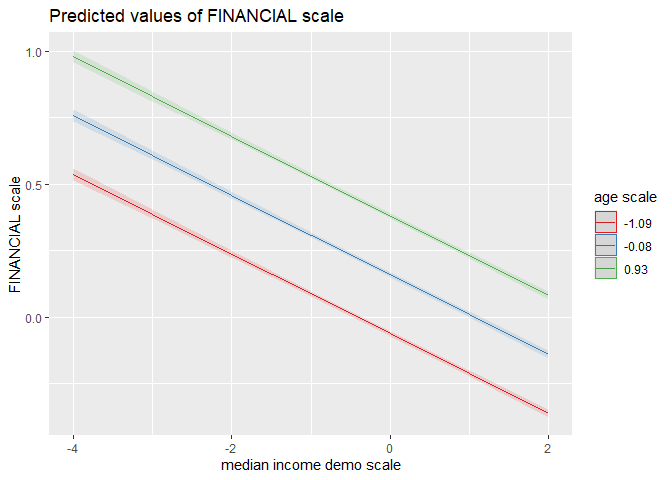 Predicted values of FINANCIAL scale
1.0
0.5
0.0
FINANCIAL scale
-4
-2
0
2
median income demo scale
age scale
-1.09
-0.08
0.93